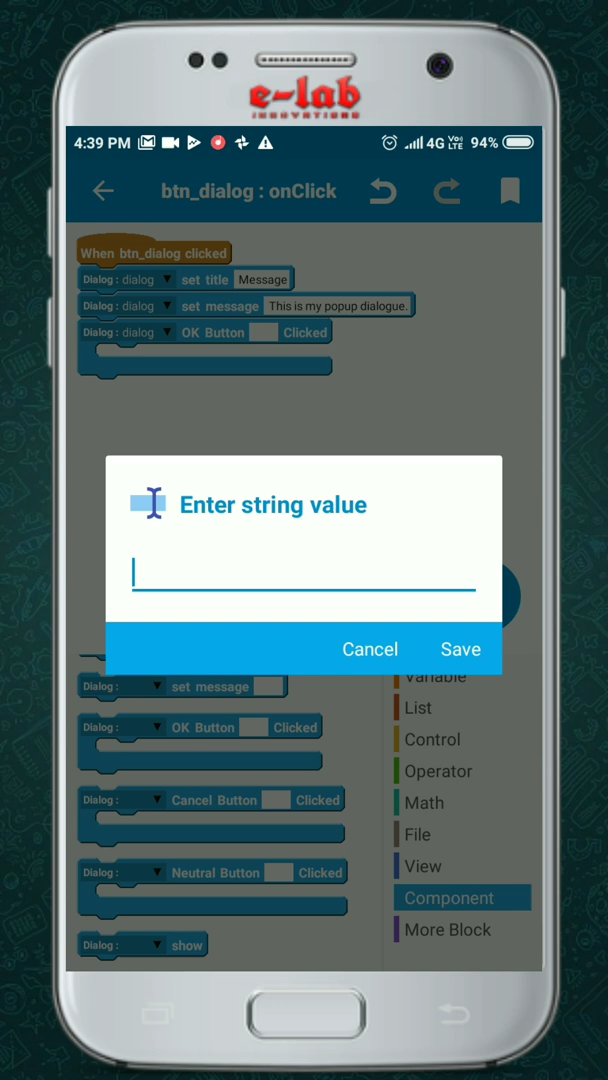 e-lab
INNOVATIONS
4:39 PM 4G VoLTE 94%
btn_dialog : onClick
When btn_dialog clicked
Dialog : dialog set title Message
Dialog : dialog set message This is my popup dialogue.
Dialog : dialog OK Button Clicked
Enter string value
Cancel Save
Dialog : set message
Dialog : OK Button Clicked
Dialog : Cancel Button Clicked
Dialog : Neutral Button Clicked
Dialog : show
Variable
List
Control
Operator
Math
File
View
Component
More Block